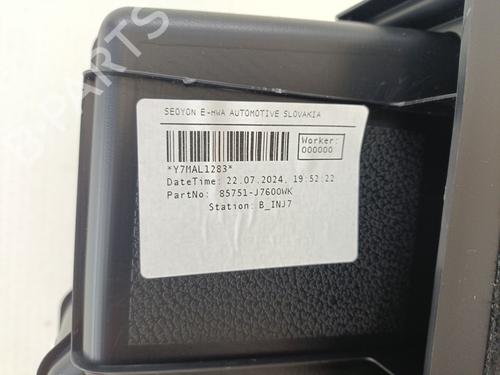 SEOYON E-HWA AUTOMOTIVE SLOVAKIA
Worker:
000000
*Y7MAL1283*
DateTime: 22.07.2024, 19:52:22
PartNo: 85751-J7600WK
Station: B_INJ7